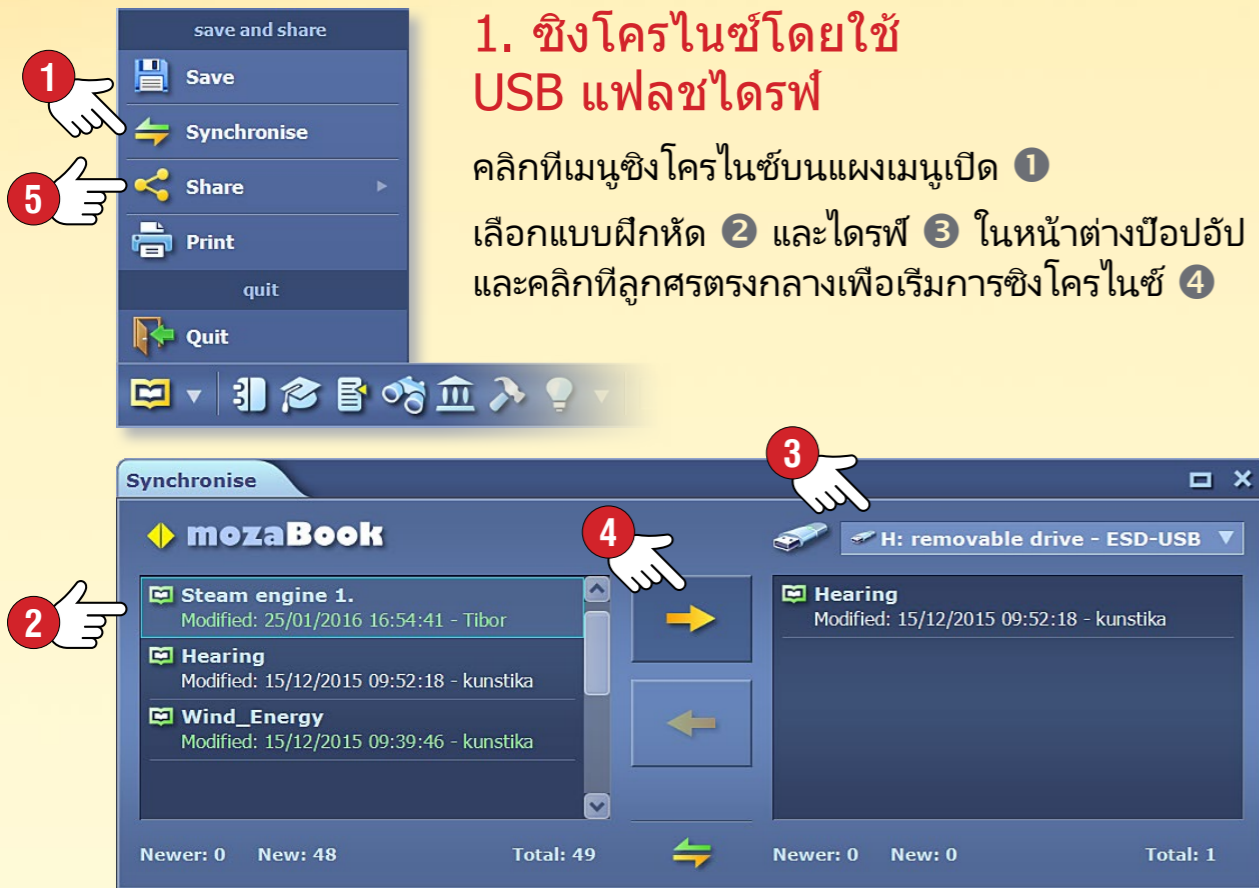 save and share
1
Save
Synchronise
5
Share
Print
quit
Quit
1. ซิงโครไนซ์โดยใช้
USB แฟลชไดรฟ์
คลิกที่เมนูซิงโครไนซ์บนแผงเมนูเปิด ❶
เลือกแบบฝึกหัด ❷ และไดรฟ์ ❸ ในหน้าต่างป๊อปอัป
และคลิกที่ลูกศรตรงกลางเพื่อเริ่มการซิงโครไนซ์ ❹
3
Synchronise
mozaBook
4
H: removable drive - ESD-USB
2
Steam engine 1.
Modified: 25/01/2016 16:54:41 - Tibor
Hearing
Modified: 15/12/2015 09:52:18 - kunstika
Wind_Energy
Modified: 15/12/2015 09:39:46 - kunstika
Newer: 0 New: 48 Total: 49
Hearing
Modified: 15/12/2015 09:52:18 - kunstika
Newer: 0 New: 0 Total: 1